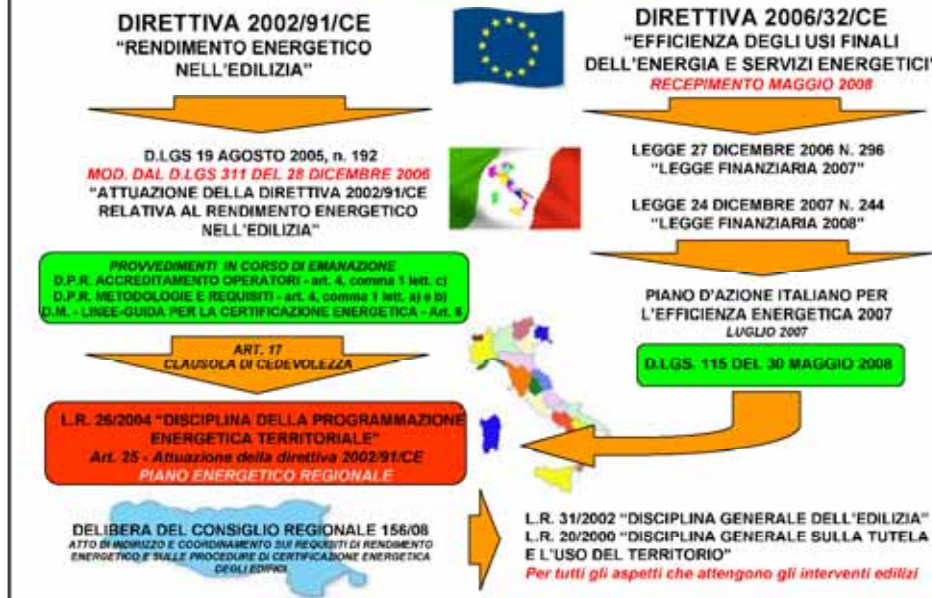 DIRETTIVA 2002/91/CE
“RENDIMENTO ENERGETICO
NELL'EDILIZIA”
D.LGS 19 AGOSTO 2005, n. 192
MOD. DAL D.LGS 311 DEL 28 DICEMBRE 2006
“ATTUAZIONE DELLA DIRETTIVA 2002/91/CE
RELATIVA AL RENDIMENTO ENERGETICO
NELL'EDILIZIA”
PROVVEDIMENTI IN CORSO DI EMANAZIONE
D.P.R. ACCREDITAMENTO OPERATORI - art. 4, comma 1 lett. c)
D.P.R. METODOLOGIE E REQUISITI - art. 4, comma 1 lett. a) e b)
D.M. - LINEE-GUIDA PER LA CERTIFICAZIONE ENERGETICA - Art. 6
ART. 17
CLAUSOLA DI CEDEVOLEZZA
L.R. 26/2004 “DISCIPLINA DELLA PROGRAMMAZIONE
ENERGETICA TERRITORIALE”
Art. 25 - Attuazione della direttiva 2002/91/CE
PIANO ENERGETICO REGIONALE
DELIBERA DEL CONSIGLIO REGIONALE 156/08
ATTO DI INDIRIZZO E COORDINAMENTO SUI REQUISITI DI RENDIMENTO
ENERGETICO E SULLE PROCEDURE DI CERTIFICAZIONE ENERGETICA
DEGLI EDIFICI
DIRETTIVA 2006/32/CE
“EFFICIENZA DEGLI USI FINALI
DELL'ENERGIA E SERVIZI ENERGETICI”
RECEPIMENTO MAGGIO 2008
LEGGE 27 DICEMBRE 2006 N. 296
“LEGGE FINANZIARIA 2007”
LEGGE 24 DICEMBRE 2007 N. 244
“LEGGE FINANZIARIA 2008”
PIANO D'AZIONE ITALIANO PER
L'EFFICIENZA ENERGETICA 2007
LUGLIO 2007
D.LGS. 115 DEL 30 MAGGIO 2008
L.R. 31/2002 “DISCIPLINA GENERALE DELL'EDILIZIA”
L.R. 20/2000 “DISCIPLINA GENERALE SULLA TUTELA
E L'USO DEL TERRITORIO”
Per tutti gli aspetti che attengono gli interventi edilizi